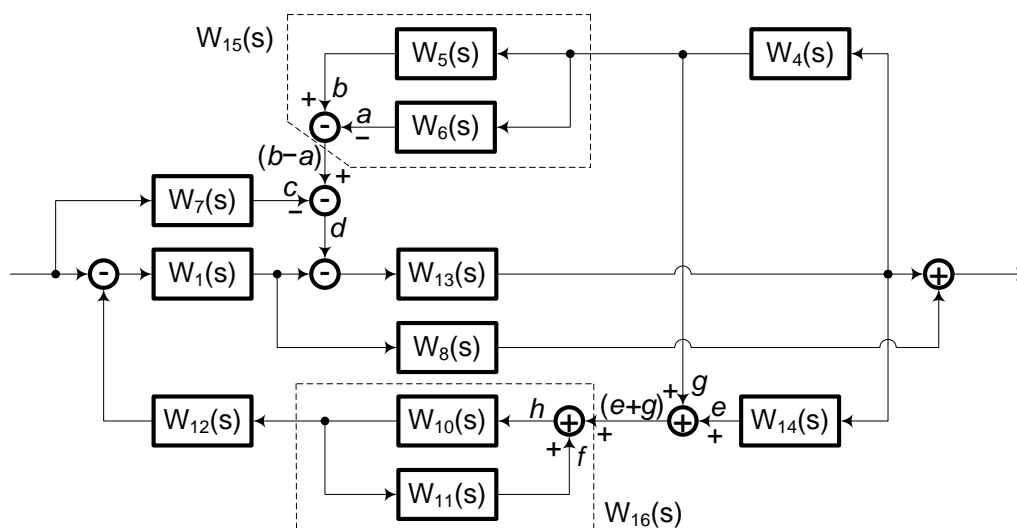 W15(s)
W5(s)
W4(s)
+
b
-
a
−
W6(s)
(b−a)
+
W7(s)
c
−
-
d
-
W1(s)
-
W13(s)
+
W8(s)
W12(s)
W10(s)
h
+
+
f
(e+g)
+
+
g
+
e
+
W14(s)
W11(s)
W16(s)